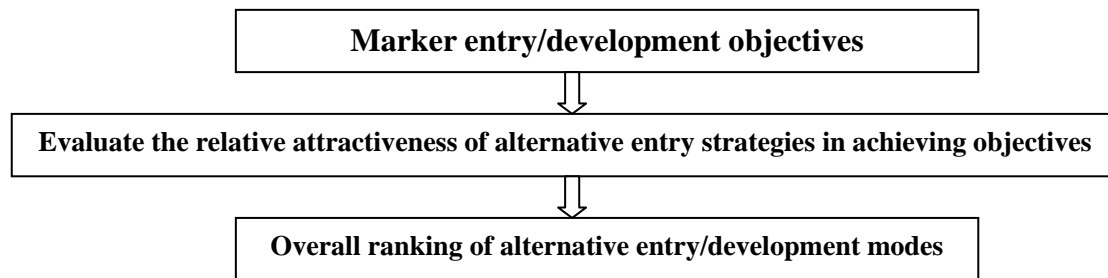 Marker entry/development objectives
Evaluate the relative attractiveness of alternative entry strategies in achieving objectives
Overall ranking of alternative entry/development modes